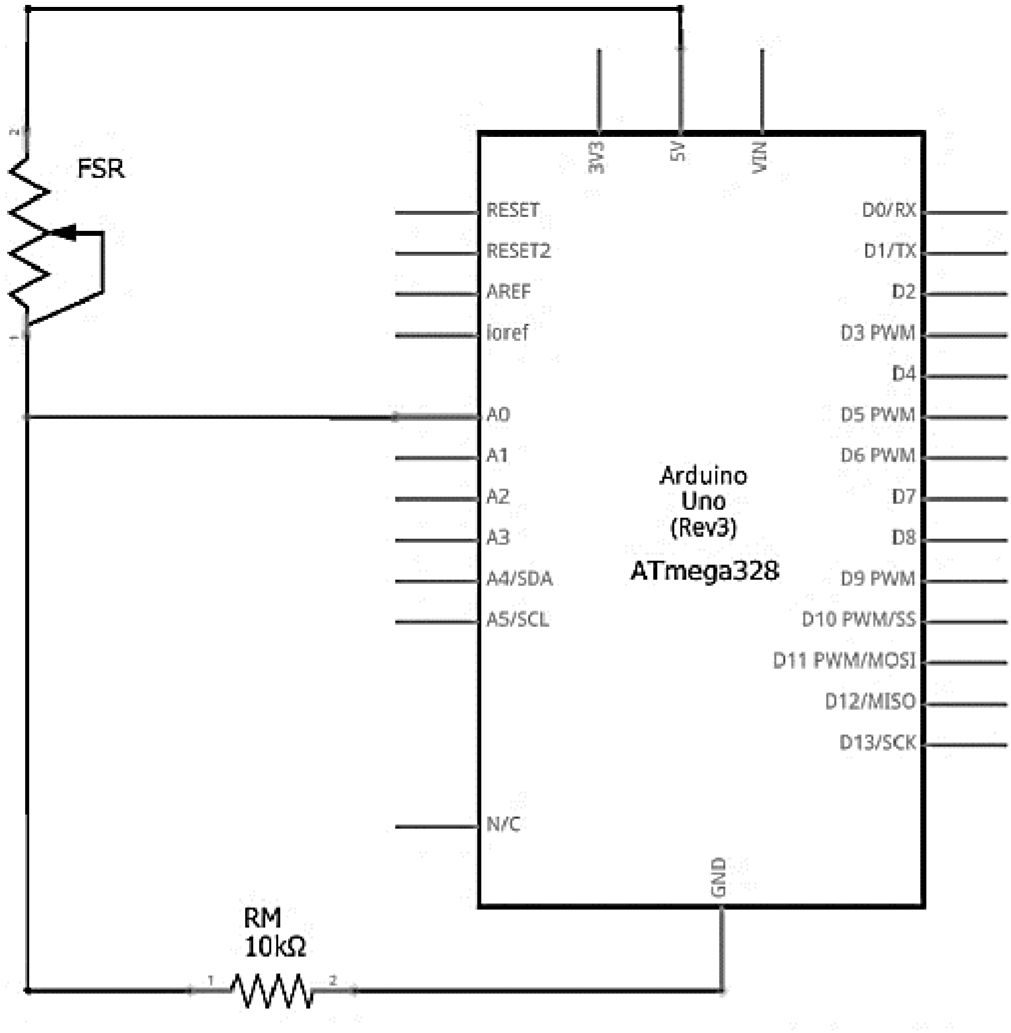 3V3
5V
VIN
2
FSR
1
RESET
RESET2
AREF
ioref
A0
A1
A2
A3
A4/SDA
A5/SCL
N/C
D0/RX
D1/TX
D2
D3 PWM
D4
D5 PWM
D6 PWM
D7
D8
D9 PWM
D10 PWM/SS
D11 PWM/MOSI
D12/MISO
D13/SCK
Arduino
Uno
(Rev3)
ATmega328
GND
RM
10kΩ
1
2